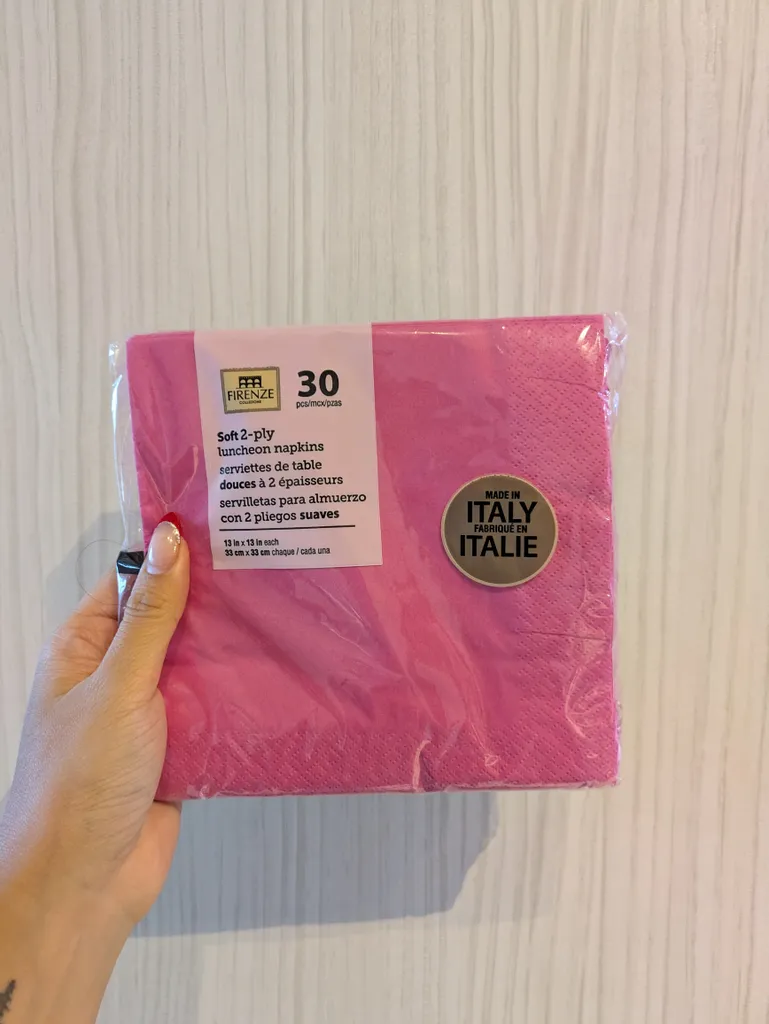 FIRENZE
30
pcs/mcx/pzas
Soft 2-ply
luncheon napkins
serviettes de table
douces à 2 épaisseurs
servilletas para almuerzo
con 2 pliegos suaves
13 in x 13 in each
33 cm x 33 cm chaque / cada una
MADE IN
ITALY
FABRIQUÉ EN
ITALIE